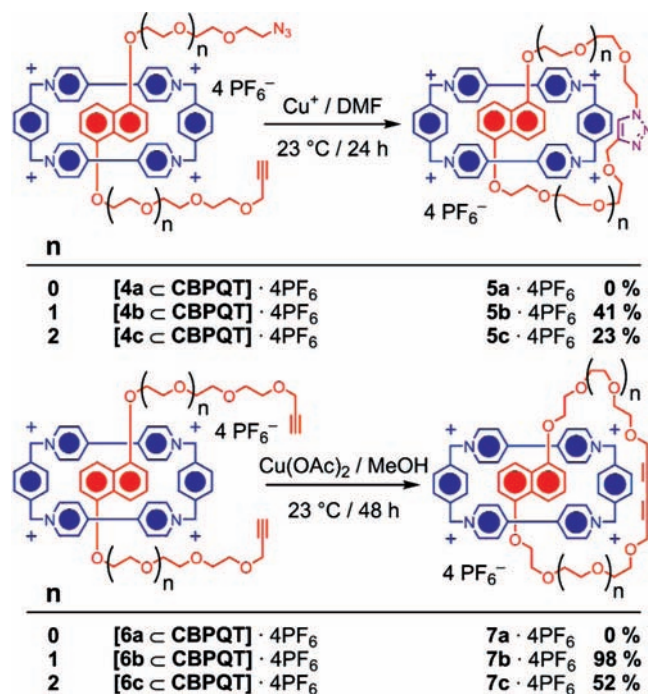 O O n O O N3
+ N N + 4 PF6−
Cu+ / DMF
23 °C / 24 h
+ N N +
O O n O O
O O n O
+ N N +
N N N
+ N N +
O O O n O
4 PF6−
n
0 [4a ⊂ CBPQT] · 4PF6 5a · 4PF6 0 %
1 [4b ⊂ CBPQT] · 4PF6 5b · 4PF6 41 %
2 [4c ⊂ CBPQT] · 4PF6 5c · 4PF6 23 %
O O n O O
+ N N + 4 PF6−
Cu(OAc)2 / MeOH
23 °C / 48 h
+ N N +
O O n O O
O O n O O
+ N N +
+ N N +
O O O n O
4 PF6−
n
0 [6a ⊂ CBPQT] · 4PF6 7a · 4PF6 0 %
1 [6b ⊂ CBPQT] · 4PF6 7b · 4PF6 98 %
2 [6c ⊂ CBPQT] · 4PF6 7c · 4PF6 52 %